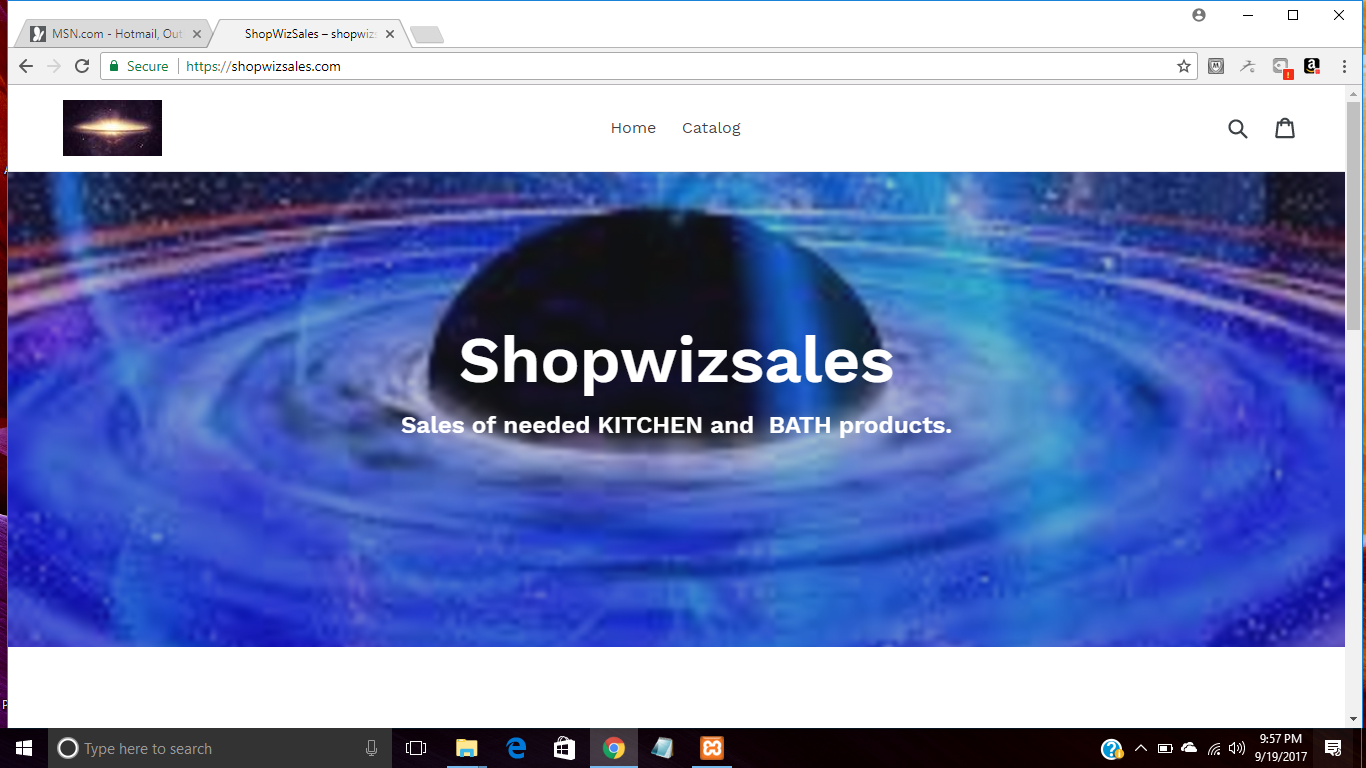 MSN.com - Hotmail, Out
ShopWizSales – shopwiz
Secure
https://shopwizsales.com
Home
Catalog
Shopwizsales
Sales of needed KITCHEN and  BATH products.
Type here to search
9:57 PM
9/19/2017